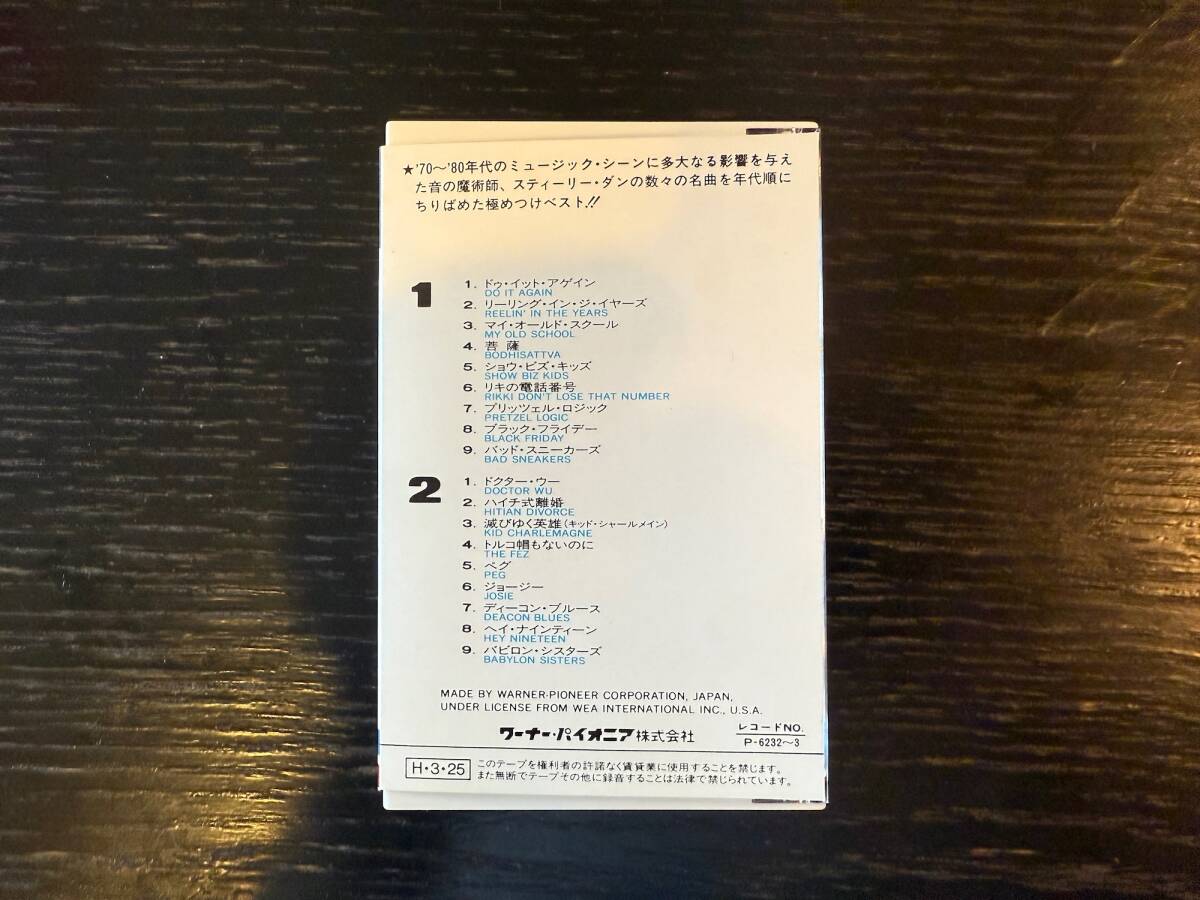 ★'70〜'80年代のミュージック・シーンに多大なる影響を与え
た音の魔術師、スティーリー・ダンの数々の名曲を年代順に
ちりばめた極めつけベスト!!
1
1. ドゥ・イット・アゲイン
DO IT AGAIN
2. リーリング・イン・ジ・イヤーズ
REELIN' IN THE YEARS
3. マイ・オールド・スクール
MY OLD SCHOOL
4. 菩薩
BODHISATTVA
5. ショウ・ビズ・キッズ
SHOW BIZ KIDS
6. リキの電話番号
RIKKI DON'T LOSE THAT NUMBER
7. プリッツェル・ロジック
PRETZEL LOGIC
8. ブラック・フライデー
BLACK FRIDAY
9. バッド・スニーカーズ
BAD SNEAKERS
2
1. ドクター・ウー
DOCTOR WU
2. ハイチ式離婚
HITIAN DIVORCE
3. 滅びゆく英雄(キッド・シャールメイン)
KID CHARLEMAGNE
4. トルコ帽もないのに
THE FEZ
5. ペグ
PEG
6. ジョージー
JOSIE
7. ディーコン・ブルース
DEACON BLUES
8. ヘイ・ナインティーン
HEY NINETEEN
9. バビロン・シスターズ
BABYLON SISTERS
MADE BY WARNER-PIONEER CORPORATION, JAPAN,
UNDER LICENSE FROM WEA INTERNATIONAL INC., U.S.A.
ワーナー・パイオニア株式会社
レコードNO.
P-6232〜3
H・3・25
このテープを権利者の許諾なく賃貸業に使用することを禁じます。
また無断でテープその他に録音することは法律で禁じられています。